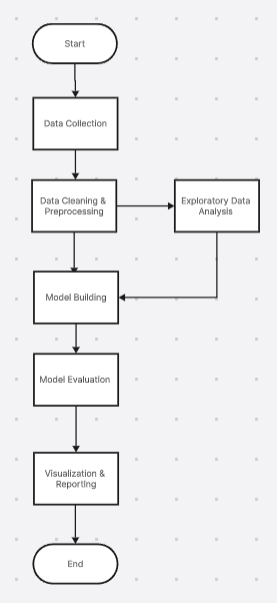 Start
Data Collection
Data Cleaning &
Preprocessing
Exploratory Data
Analysis
Model Building
Model Evaluation
Visualization &
Reporting
End